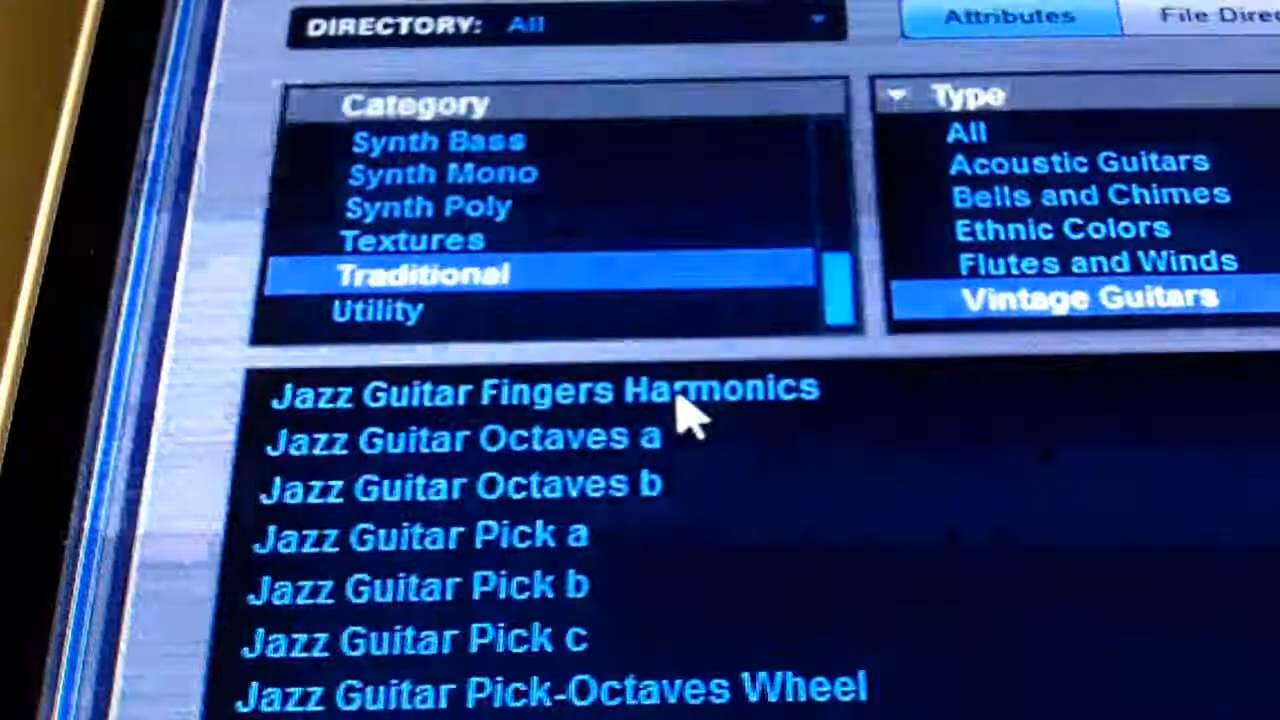 DIRECTORY: All
Attributes
File Direc
Category
Synth Bass
Synth Mono
Synth Poly
Textures
Traditional
Utility
Type
All
Acoustic Guitars
Bells and Chimes
Ethnic Colors
Flutes and Winds
Vintage Guitars
Jazz Guitar Fingers Harmonics
Jazz Guitar Octaves a
Jazz Guitar Octaves b
Jazz Guitar Pick a
Jazz Guitar Pick b
Jazz Guitar Pick c
Jazz Guitar Pick-Octaves Wheel